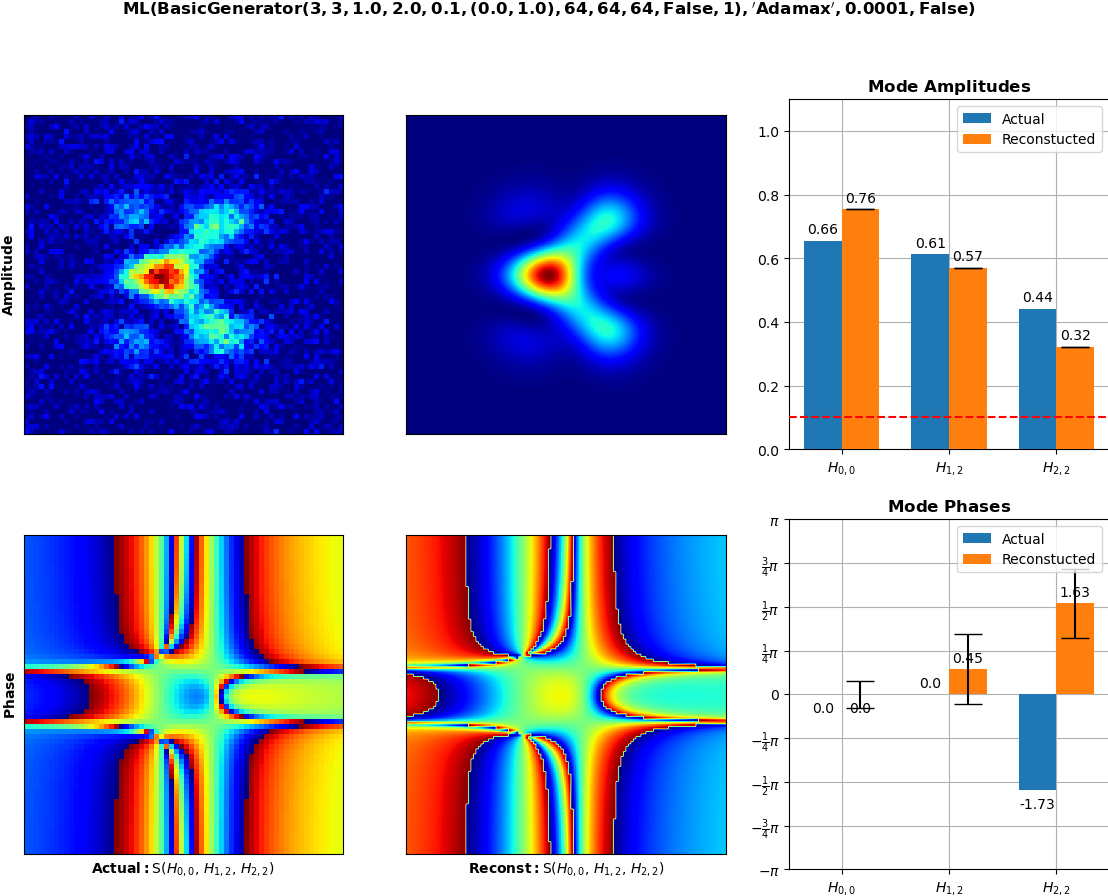 ML(BasicGenerator(3, 3, 1.0, 2.0, 0.1, (0.0, 1.0), 64, 64, 64, False, 1), ′Adamax′, 0.0001, False)
Amplitude
Mode Amplitudes
Actual
Reconstucted
1.0
0.8
0.6
0.4
0.2
0.0
0.66
0.76
0.61
0.57
0.44
0.32
H0,0
H1,2
H2,2
Phase
Actual: S(H0,0, H1,2, H2,2)
Reconst: S(H0,0, H1,2, H2,2)
Mode Phases
Actual
Reconstucted
π
3/4π
1/2π
1/4π
0
−1/4π
−1/2π
−3/4π
−π
0.0
-0.0
0.0
0.45
-1.73
1.63
H0,0
H1,2
H2,2